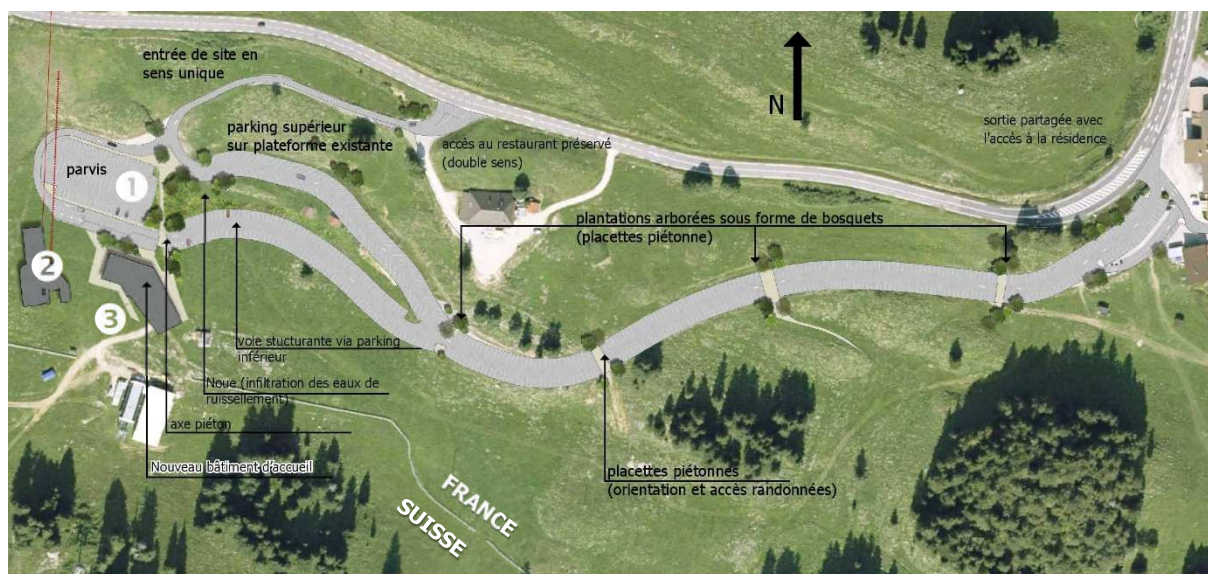 entrée de site en
sens unique
N
parking supérieur
sur plateforme existante
accès au restaurant préservé
(double sens)
sortie partagée avec
l'accès à la résidence
parvis
1
plantations arborées sous forme de bosquets
(placettes piétonne)
2
3
voie stucturante via parking
inférieur
Noue (infiltration des eaux de
ruissellement)
axe piéton
Nouveau bâtiment d'accueil
placettes piétonnes
(orientation et accès randonnées)
FRANCE
SUISSE